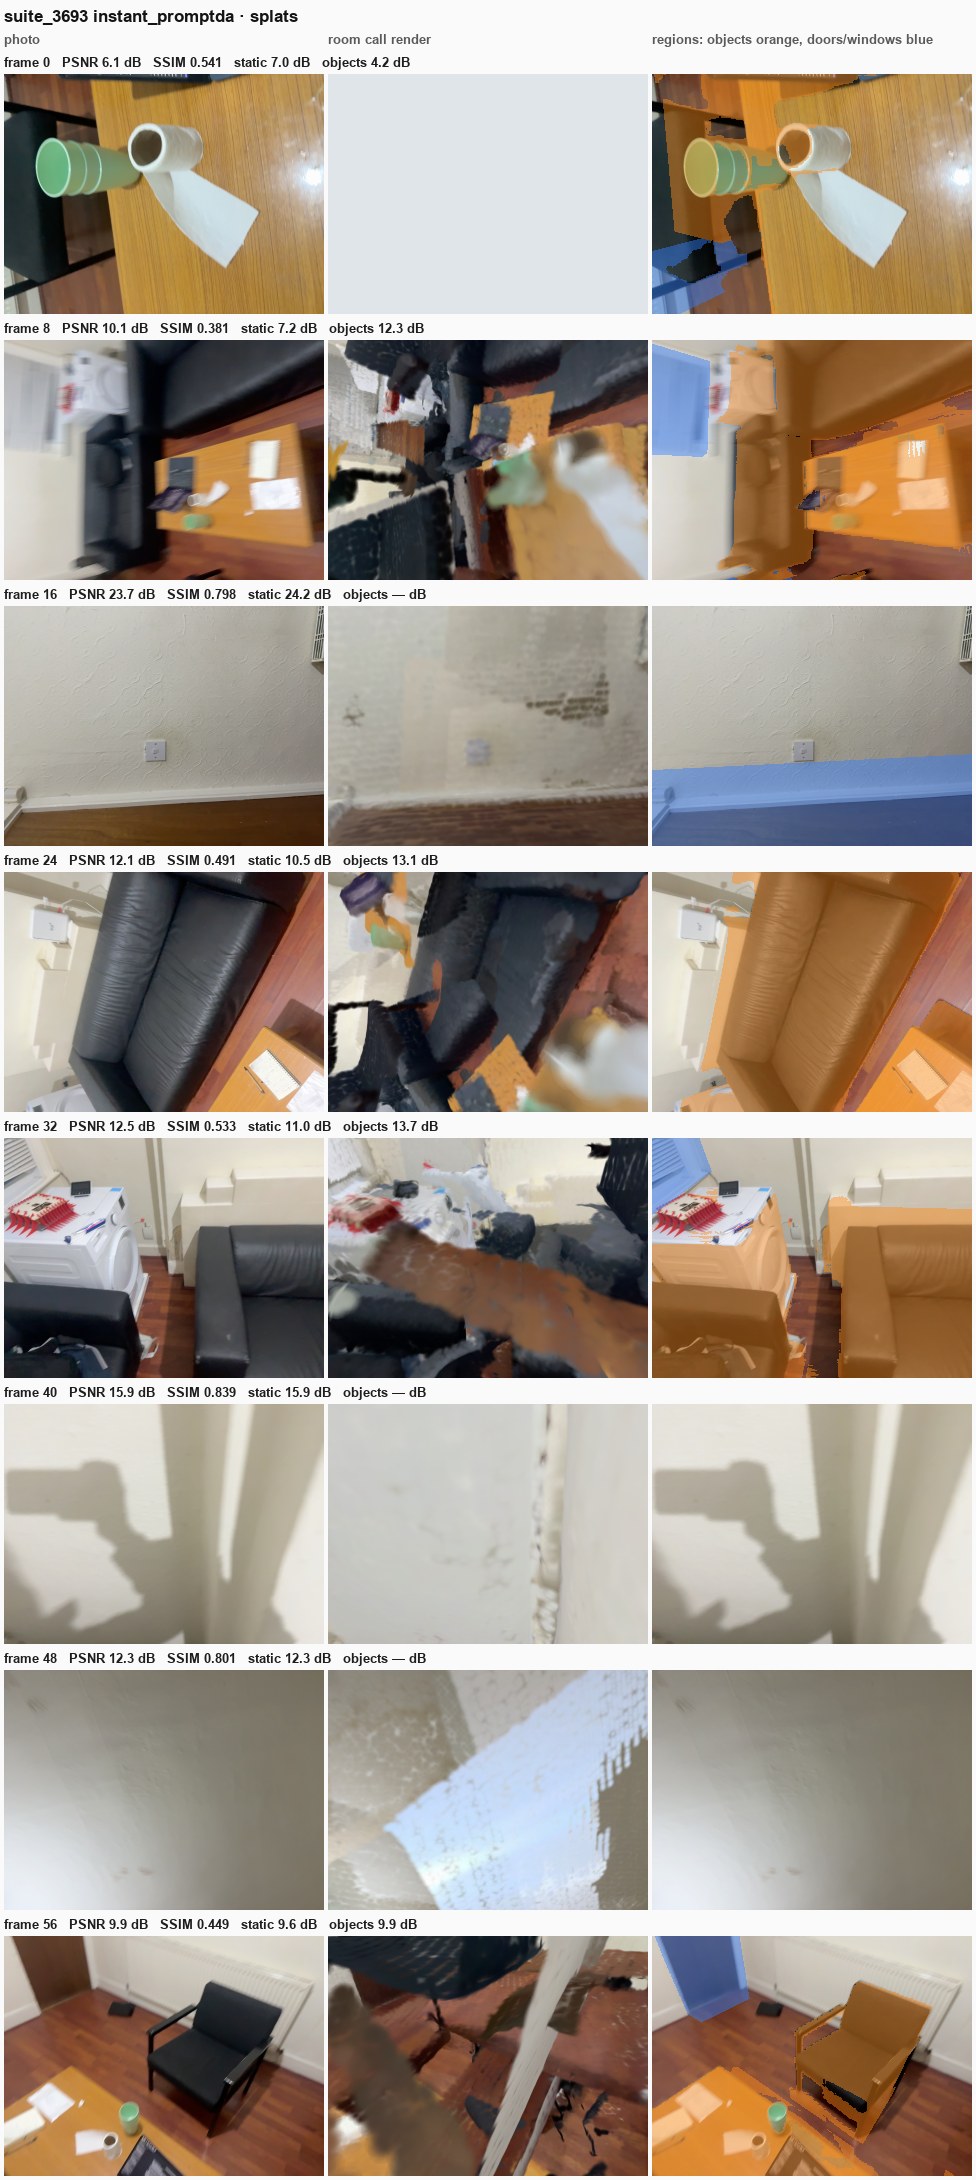 suite_3693 instant_promptda · splats
photo room call render regions: objects orange, doors/windows blue
frame 0 PSNR 6.1 dB SSIM 0.541 static 7.0 dB objects 4.2 dB
frame 8 PSNR 10.1 dB SSIM 0.381 static 7.2 dB objects 12.3 dB
frame 16 PSNR 23.7 dB SSIM 0.798 static 24.2 dB objects — dB
frame 24 PSNR 12.1 dB SSIM 0.491 static 10.5 dB objects 13.1 dB
frame 32 PSNR 12.5 dB SSIM 0.533 static 11.0 dB objects 13.7 dB
frame 40 PSNR 15.9 dB SSIM 0.839 static 15.9 dB objects — dB
frame 48 PSNR 12.3 dB SSIM 0.801 static 12.3 dB objects — dB
frame 56 PSNR 9.9 dB SSIM 0.449 static 9.6 dB objects 9.9 dB